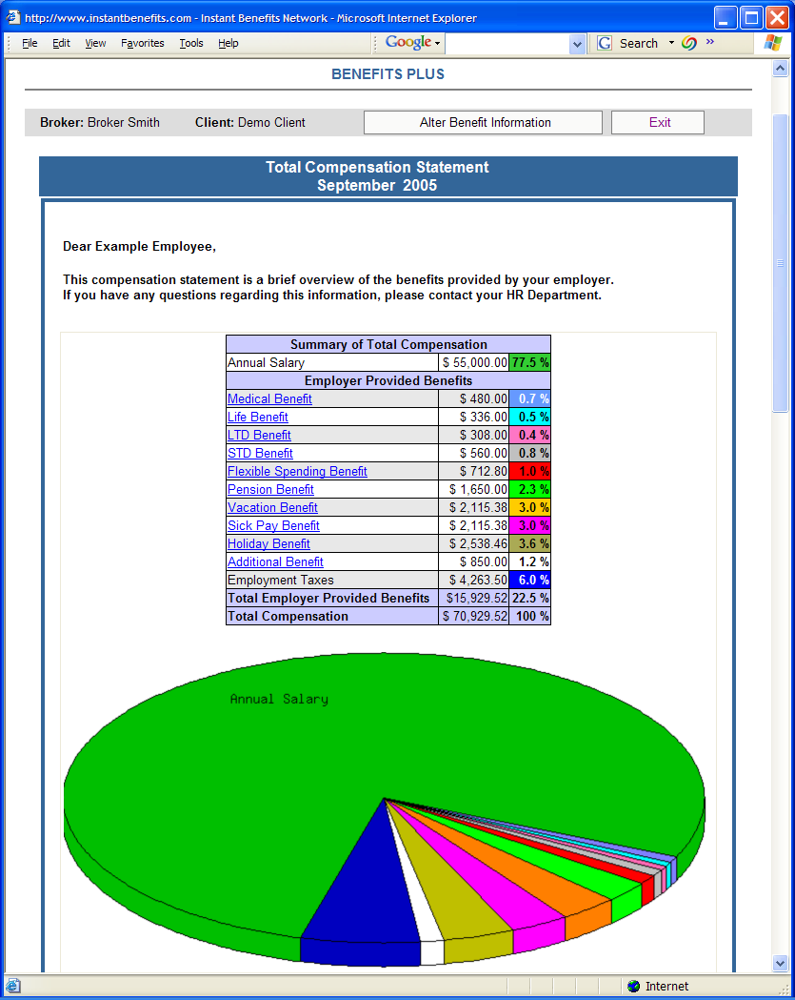 http://www.instantbenefits.com - Instant Benefits Network - Microsoft Internet Explorer
File Edit View Favorites Tools Help Google G Search »
BENEFITS PLUS
Broker: Broker Smith Client: Demo Client Alter Benefit Information Exit
Total Compensation Statement
September 2005
Dear Example Employee,
This compensation statement is a brief overview of the benefits provided by your employer.
If you have any questions regarding this information, please contact your HR Department.
Summary of Total Compensation
Annual Salary $ 55,000.00 77.5 %
Employer Provided Benefits
Medical Benefit $ 480.00 0.7 %
Life Benefit $ 336.00 0.5 %
LTD Benefit $ 308.00 0.4 %
STD Benefit $ 560.00 0.8 %
Flexible Spending Benefit $ 712.80 1.0 %
Pension Benefit $ 1,650.00 2.3 %
Vacation Benefit $ 2,115.38 3.0 %
Sick Pay Benefit $ 2,115.38 3.0 %
Holiday Benefit $ 2,538.46 3.6 %
Additional Benefit $ 850.00 1.2 %
Employment Taxes $ 4,263.50 6.0 %
Total Employer Provided Benefits $15,929.52 22.5 %
Total Compensation $ 70,929.52 100 %
Annual Salary
Internet